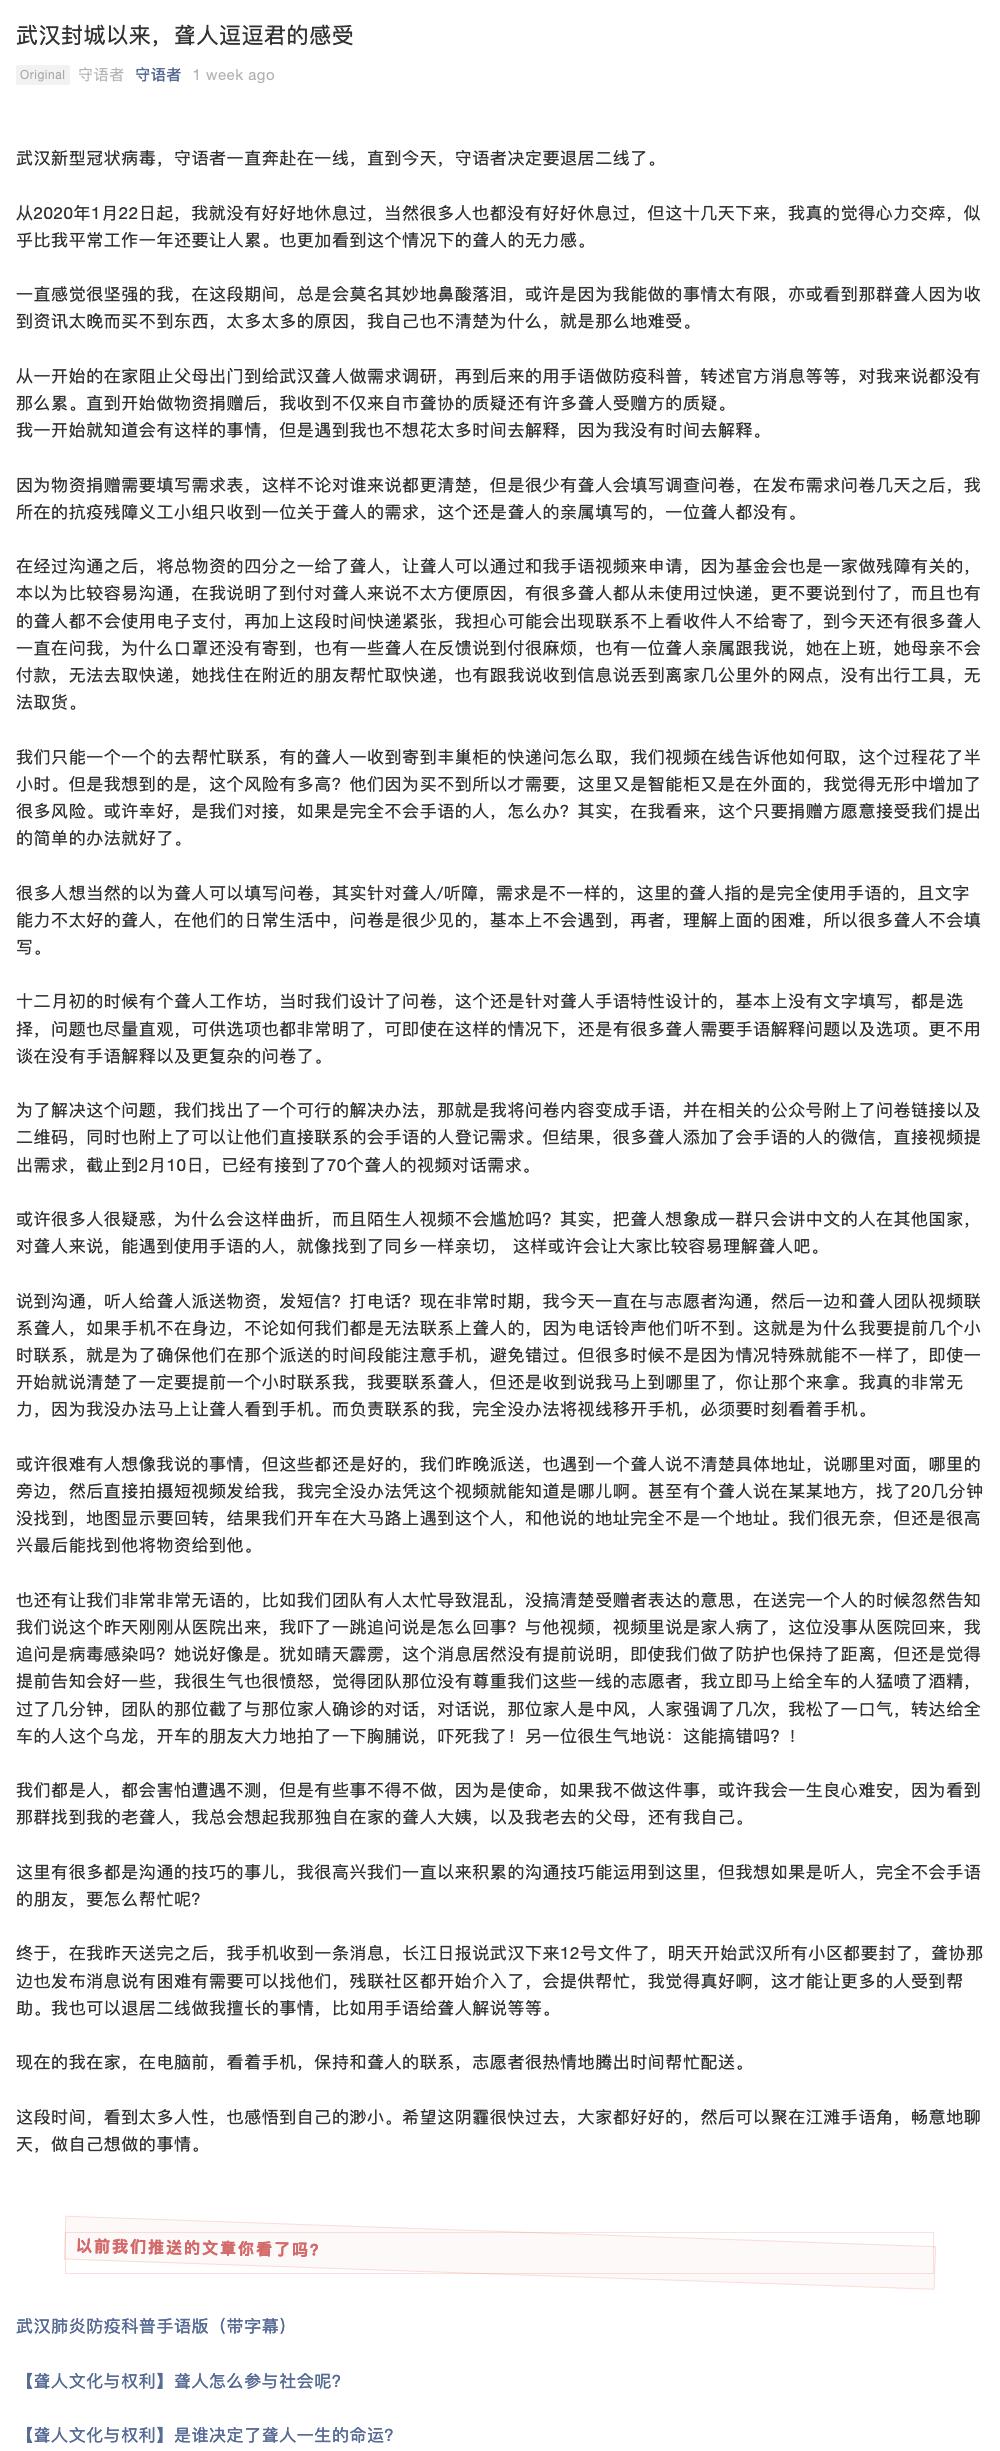 武汉封城以来，聋人逗逗君的感受
Original 守语者 守语者 1 week ago
武汉新型冠状病毒，守语者一直奔赴在一线，直到今天，守语者决定要退居二线了。
从2020年1月22日起，我就没有好好地休息过，当然很多人也都没有好好休息过，但这十几天下来，我真的觉得心力交瘁，似
乎比我平常工作一年还要让人累。也更加看到这个情况下的聋人的无力感。
一直感觉很坚强的我，在这段期间，总是会莫名其妙地鼻酸落泪，或许是因为我能做的事情太有限，亦或看到那群聋人因为收
到资讯太晚而买不到东西，太多太多的原因，我自己也不清楚为什么，就是那么地难受。
从一开始的在家阻止父母出门到给武汉聋人做需求调研，再到后来的用手语做防疫科普，转述官方消息等等，对我来说都没有
那么累。直到开始做物资捐赠后，我收到不仅来自市聋协的质疑还有许多聋人受赠方的质疑。
我一开始就知道会有这样的事情，但是遇到我也不想花太多时间去解释，因为我没有时间去解释。
因为物资捐赠需要填写需求表，这样不论对谁来说都更清楚，但是很少有聋人会填写调查问卷，在发布需求问卷几天之后，我
所在的抗疫残障义工小组只收到一位关于聋人的需求，这个还是聋人的亲属填写的，一位聋人都没有。
在经过沟通之后，将总物资的四分之一给了聋人，让聋人可以通过和我手语视频来申请，因为基金会也是一家做残障有关的，
本以为比较容易沟通，在我说明了到付对聋人来说不太方便原因，有很多聋人都从未使用过快递，更不要说到付了，而且也有
的聋人都不会使用电子支付，再加上这段时间快递紧张，我担心可能会出现联系不上看收件人不给寄了，到今天还有很多聋人
一直在问我，为什么口罩还没有寄到，也有一些聋人在反馈说到付很麻烦，也有一位聋人亲属跟我说，她在上班，她母亲不会
付款，无法去取快递，她找住在附近的朋友帮忙取快递，也有跟我说收到信息说丢到离家几公里外的网点，没有出行工具，无
法取货。
我们只能一个一个的去帮忙联系，有的聋人一收到寄到丰巢柜的快递问怎么取，我们视频在线告诉他如何取，这个过程花了半
小时。但是我想到的是，这个风险有多高？他们因为买不到所以才需要，这里又是智能柜又是在外面的，我觉得无形中增加了
很多风险。或许幸好，是我们对接，如果是完全不会手语的人，怎么办？其实，在我看来，这个只要捐赠方愿意接受我们提出
的简单的办法就好了。
很多人想当然的以为聋人可以填写问卷，其实针对聋人/听障，需求是不一样的，这里的聋人指的是完全使用手语的，且文字
能力不太好的聋人，在他们的日常生活中，问卷是很少见的，基本上不会遇到，再者，理解上面的困难，所以很多聋人不会填
写。
十二月初的时候有个聋人工作坊，当时我们设计了问卷，这个还是针对聋人手语特性设计的，基本上没有文字填写，都是选
择，问题也尽量直观，可供选项也都非常明了，可即使在这样的情况下，还是有很多聋人需要手语解释问题以及选项。更不用
谈在没有手语解释以及更复杂的问卷了。
为了解决这个问题，我们找出了一个可行的解决办法，那就是我将问卷内容变成手语，并在相关的公众号附上了问卷链接以及
二维码，同时也附上了可以让他们直接联系的会手语的人登记需求。但结果，很多聋人添加了会手语的人的微信，直接视频提
出需求，截止到2月10日，已经有接到了70个聋人的视频对话需求。
或许很多人很疑惑，为什么会这样曲折，而且陌生人视频不会尴尬吗？其实，把聋人想象成一群只会讲中文的人在其他国家，
对聋人来说，能遇到使用手语的人，就像找到了同乡一样亲切， 这样或许会让大家比较容易理解聋人吧。
说到沟通，听人给聋人派送物资，发短信？打电话？现在非常时期，我今天一直在与志愿者沟通，然后一边和聋人团队视频联
系聋人，如果手机不在身边，不论如何我们都是无法联系上聋人的，因为电话铃声他们听不到。这就是为什么我要提前几个小
时联系，就是为了确保他们在那个派送的时间段能注意手机，避免错过。但很多时候不是因为情况特殊就能不一样了，即使一
开始就说清楚了一定要提前一个小时联系我，我要联系聋人，但还是收到说我马上到哪里了，你让那个来拿。我真的非常无
力，因为我没办法马上让聋人看到手机。而负责联系的我，完全没办法将视线移开手机，必须要时刻看着手机。
或许很难有人想像我说的事情，但这些都还是好的，我们昨晚派送，也遇到一个聋人说不清楚具体地址，说哪里对面，哪里的
旁边，然后直接拍摄短视频发给我，我完全没办法凭这个视频就能知道是哪儿啊。甚至有个聋人说在某某地方，找了20几分钟
没找到，地图显示要回转，结果我们开车在大马路上遇到这个人，和他说的地址完全不是一个地址。我们很无奈，但还是很高
兴最后能找到他将物资给到他。
也还有让我们非常非常无语的，比如我们团队有人太忙导致混乱，没搞清楚受赠者表达的意思，在送完一个人的时候忽然告知
我们说这个昨天刚刚从医院出来，我吓了一跳追问说是怎么回事？与他视频，视频里说是家人病了，这位没事从医院回来，我
追问是病毒感染吗？她说好像是。犹如晴天霹雳，这个消息居然没有提前说明，即使我们做了防护也保持了距离，但还是觉得
提前告知会好一些，我很生气也很愤怒，觉得团队那位没有尊重我们这些一线的志愿者，我立即马上给全车的人猛喷了酒精，
过了几分钟，团队的那位截了与那位家人确诊的对话，对话说，那位家人是中风，人家强调了几次，我松了一口气，转达给全
车的人这个乌龙，开车的朋友大力地拍了一下胸脯说，吓死我了！另一位很生气地说：这能搞错吗？！
我们都是人，都会害怕遭遇不测，但是有些事不得不做，因为是使命，如果我不做这件事，或许我会一生良心难安，因为看到
那群找到我的老聋人，我总会想起我那独自在家的聋人大姨，以及我老去的父母，还有我自己。
这里有很多都是沟通的技巧的事儿，我很高兴我们一直以来积累的沟通技巧能运用到这里，但我想如果是听人，完全不会手语
的朋友，要怎么帮忙呢？
终于，在我昨天送完之后，我手机收到一条消息，长江日报说武汉下来12号文件了，明天开始武汉所有小区都要封了，聋协那
边也发布消息说有困难有需要可以找他们，残联社区都开始介入了，会提供帮忙，我觉得真好啊，这才能让更多的人受到帮
助。我也可以退居二线做我擅长的事情，比如用手语给聋人解说等等。
现在的我在家，在电脑前，看着手机，保持和聋人的联系，志愿者很热情地腾出时间帮忙配送。
这段时间，看到太多人性，也感悟到自己的渺小。希望这阴霾很快过去，大家都好好的，然后可以聚在江滩手语角，畅意地聊
天，做自己想做的事情。
以前我们推送的文章你看了吗？
武汉肺炎防疫科普手语版（带字幕）
【聋人文化与权利】聋人怎么参与社会呢？
【聋人文化与权利】是谁决定了聋人一生的命运？